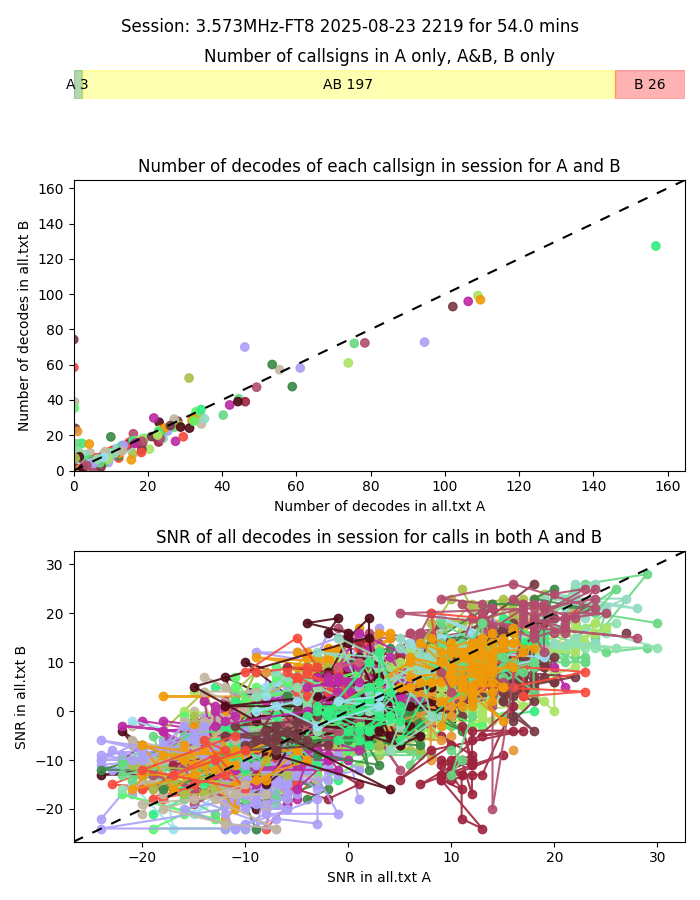 Session: 3.573MHz-FT8 2025-08-23 2219 for 54.0 mins
Number of callsigns in A only, A&B, B only
A 3 AB 197 B 26
Number of decodes of each callsign in session for A and B
160
140
120
100
80
60
40
20
0
Number of decodes in all.txt B
0 20 40 60 80 100 120 140 160
Number of decodes in all.txt A
SNR of all decodes in session for calls in both A and B
30
20
10
0
−10
−20
SNR in all.txt B
−20 −10 0 10 20 30
SNR in all.txt A